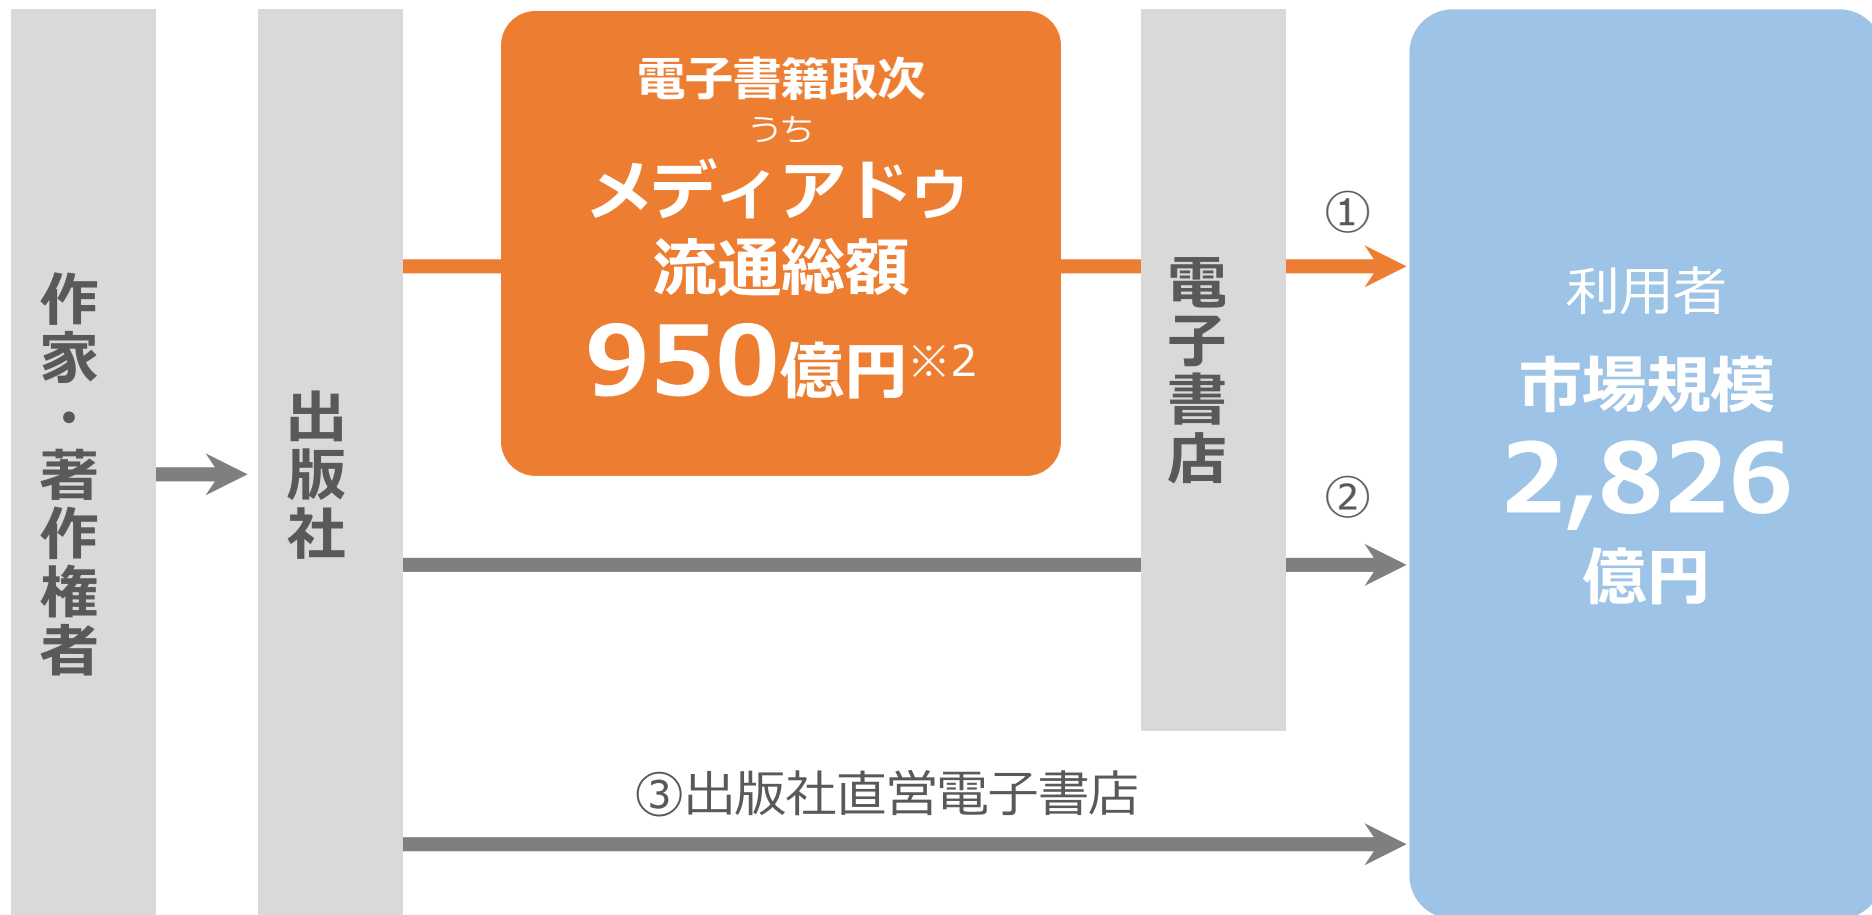 作家・著作権者
出版社
電子書籍取次
うち
メディアドゥ
流通総額
950億円※2
電子書店
①
②
③出版社直営電子書店
利用者
市場規模
2,826
億円